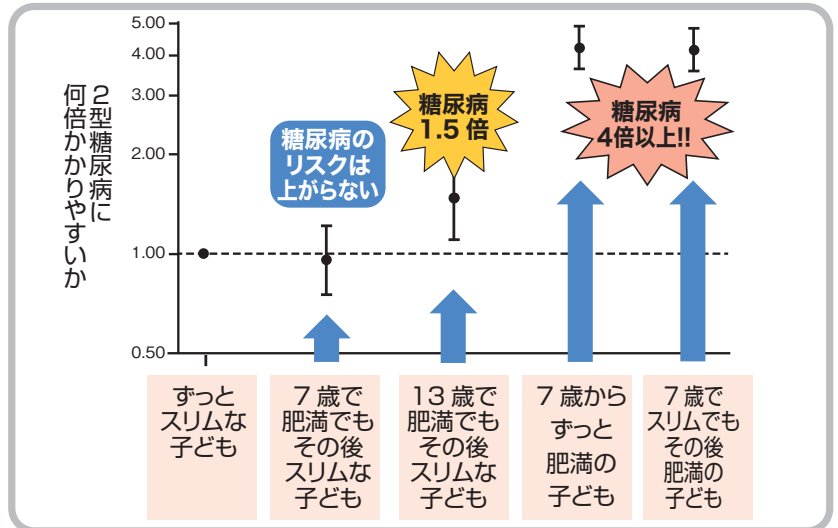 2型糖尿病に
何倍かかりやすいか
5.00
4.00
3.00
2.00
1.00
0.50
糖尿病の
リスクは
上がらない
糖尿病
1.5 倍
糖尿病
4倍以上!!
ずっと
スリムな
子ども
7 歳で
肥満でも
その後
スリムな
子ども
13 歳で
肥満でも
その後
スリムな
子ども
7 歳から
ずっと
肥満の
子ども
7 歳で
スリムでも
その後
肥満の
子ども